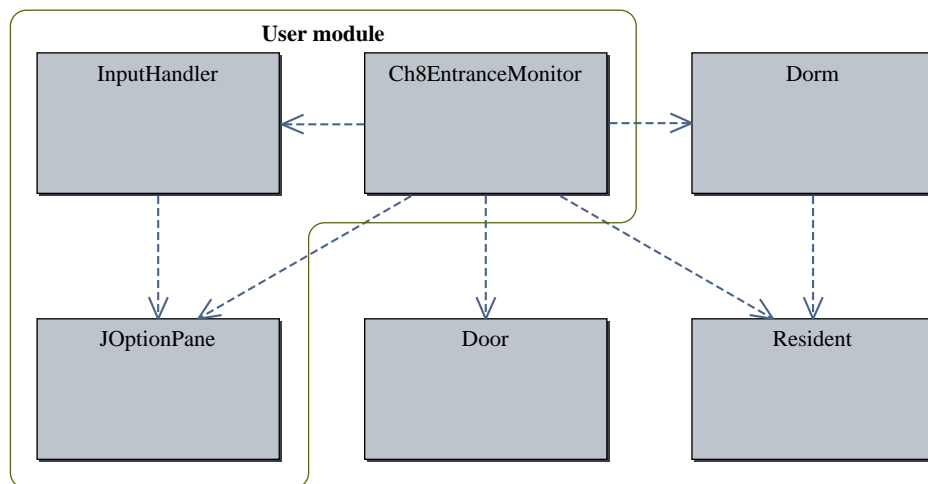 User module
InputHandler
Ch8EntranceMonitor
Dorm
JOptionPane
Door
Resident